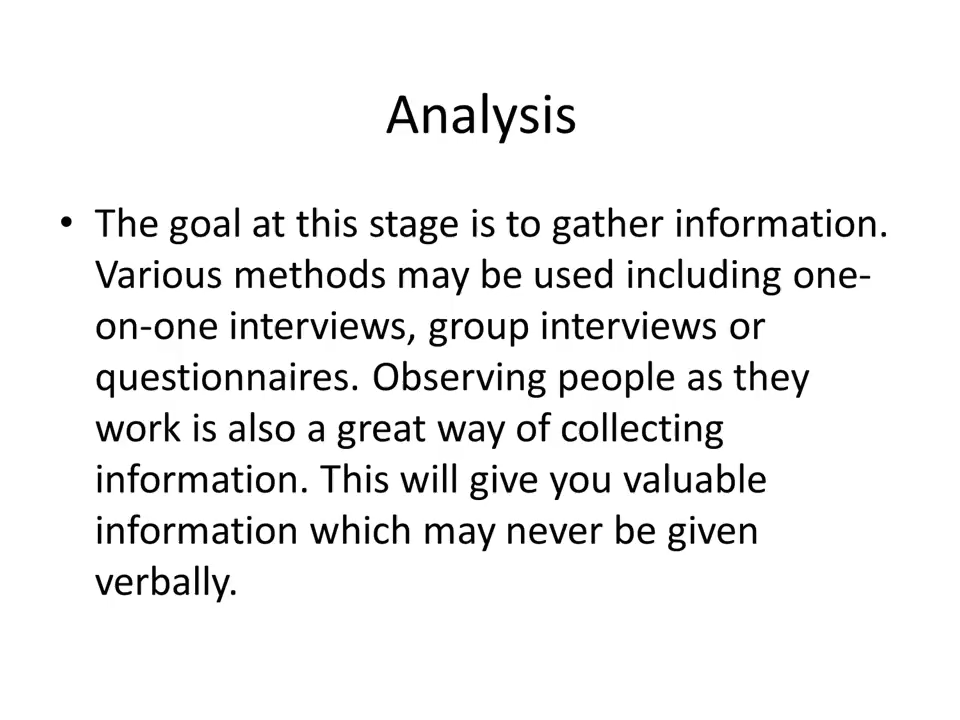 Analysis
• The goal at this stage is to gather information.
Various methods may be used including one-
on-one interviews, group interviews or
questionnaires. Observing people as they
work is also a great way of collecting
information. This will give you valuable
information which may never be given
verbally.